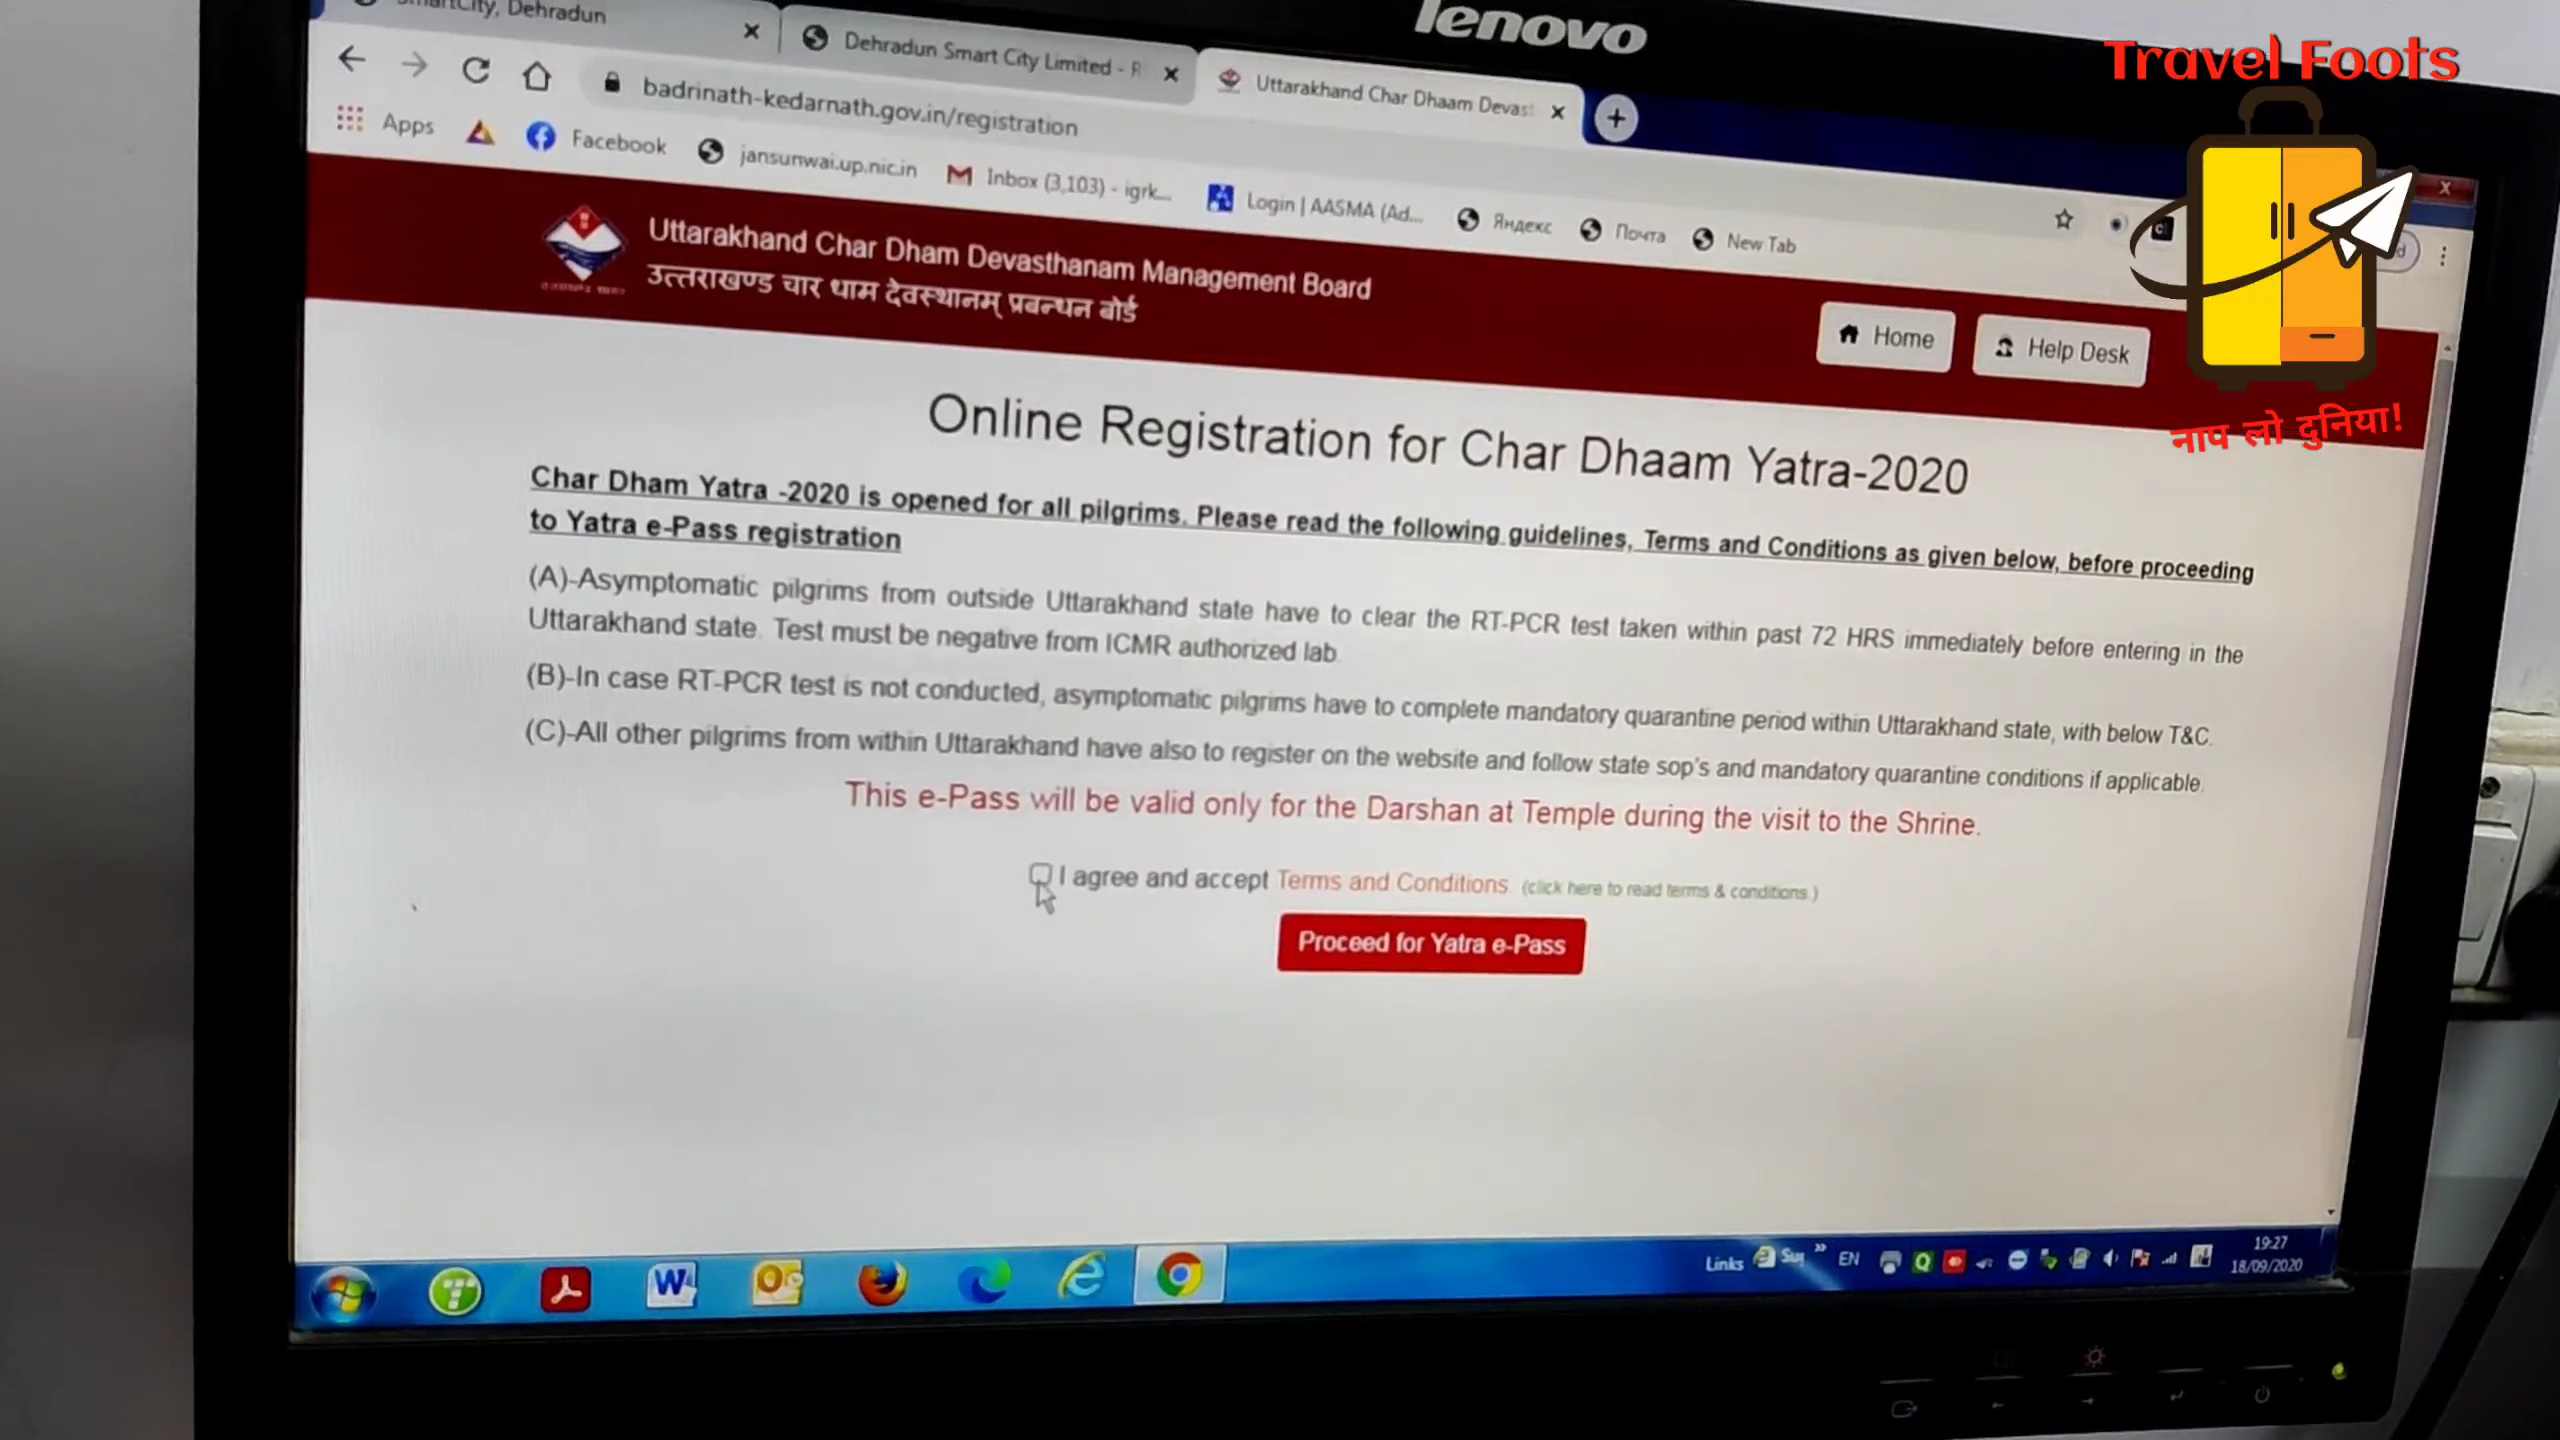 lenovo
Travel Foots
SmartCity, Dehradun
Dehradun Smart City Limited - R
Uttarakhand Char Dhaam Devast
badrinath-kedarnath.gov.in/registration
Apps
Facebook
jansunwai.up.nic.in
Inbox (3,103) - igrk...
Login | AASMA (Ad...
Яндекс
Почта
New Tab
Uttarakhand Char Dham Devasthanam Management Board
उत्तराखण्ड चार धाम देवस्थानम् प्रबन्धन बोर्ड
Home
Help Desk
नाप लो दुनिया!
Online Registration for Char Dhaam Yatra-2020
Char Dham Yatra -2020 is opened for all pilgrims. Please read the following guidelines, Terms and Conditions as given below, before proceeding
to Yatra e-Pass registration
(A)-Asymptomatic pilgrims from outside Uttarakhand state have to clear the RT-PCR test taken within past 72 HRS immediately before entering in the
Uttarakhand state. Test must be negative from ICMR authorized lab.
(B)-In case RT-PCR test is not conducted, asymptomatic pilgrims have to complete mandatory quarantine period within Uttarakhand state, with below T&C.
(C)-All other pilgrims from within Uttarakhand have also to register on the website and follow state sop's and mandatory quarantine conditions if applicable.
This e-Pass will be valid only for the Darshan at Temple during the visit to the Shrine.
I agree and accept Terms and Conditions (click here to read terms & conditions.)
Proceed for Yatra e-Pass
Links
EN
19:27
18/09/2020